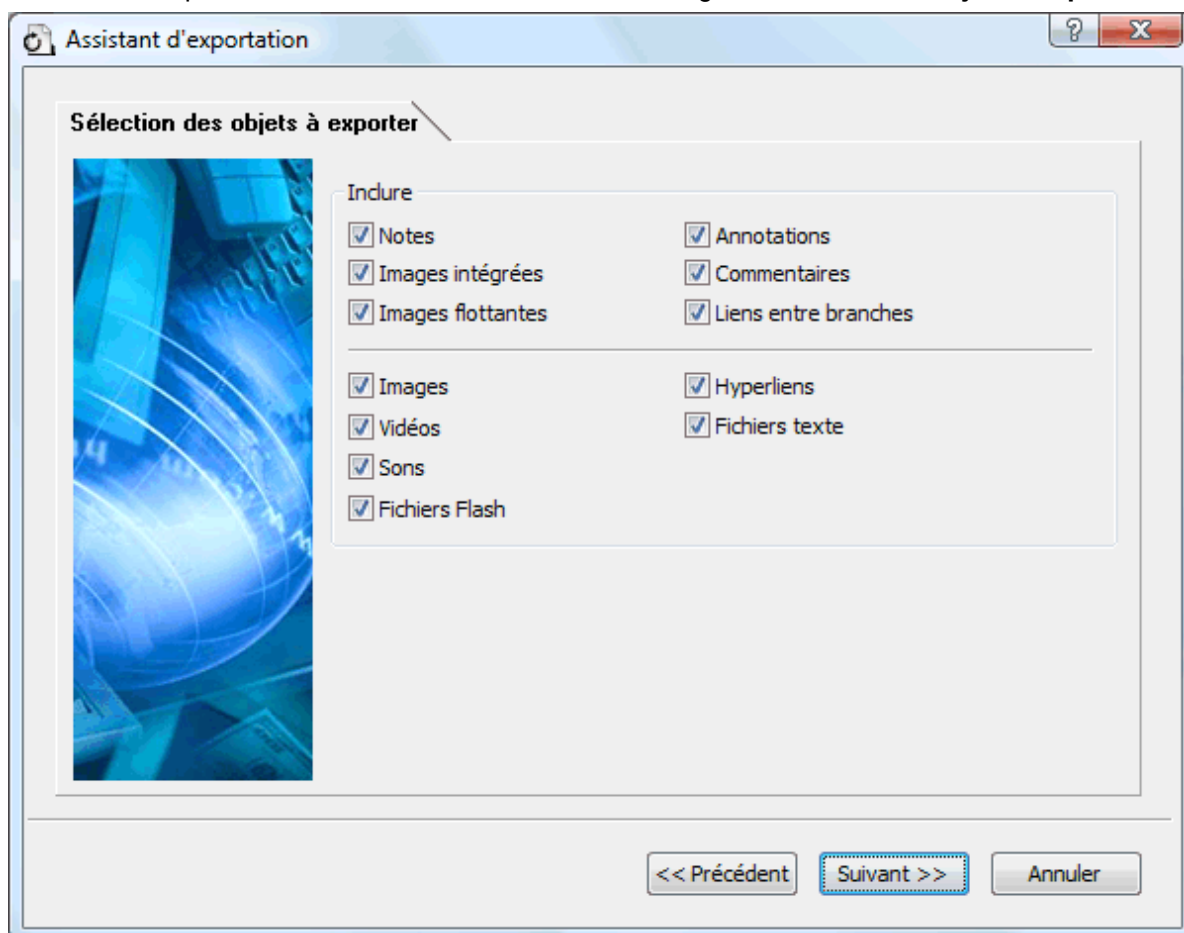 Assistant d'exportation
Sélection des objets à exporter
Inclure
Notes
Annotations
Images intégrées
Commentaires
Images flottantes
Liens entre branches
Images
Hyperliens
Vidéos
Fichiers texte
Sons
Fichiers Flash
<< Précédent
Suivant >>
Annuler